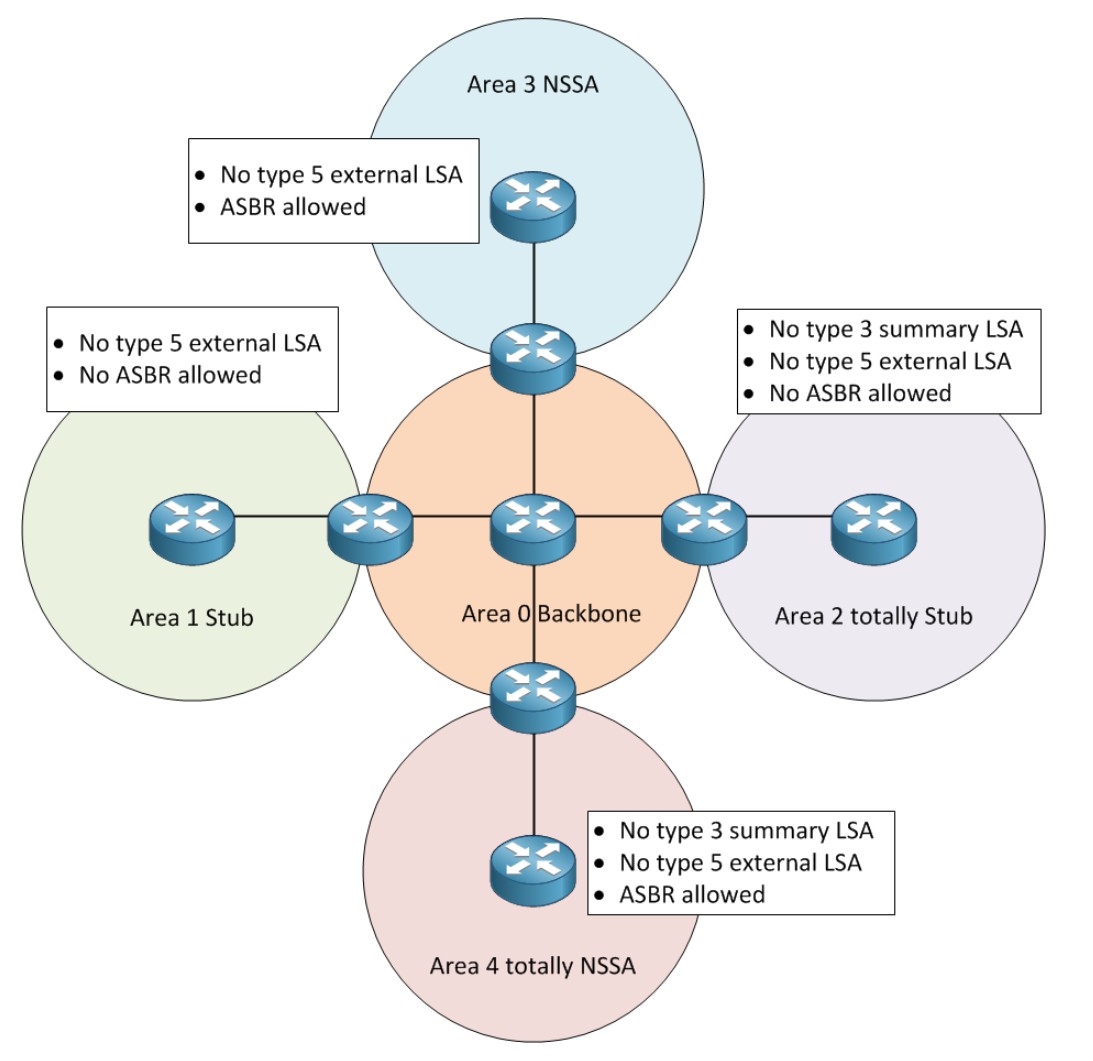 Area 3 NSSA
• No type 5 external LSA
• ASBR allowed
• No type 5 external LSA
• No ASBR allowed
• No type 3 summary LSA
• No type 5 external LSA
• No ASBR allowed
Area 1 Stub
Area 0 Backbone
Area 2 totally Stub
• No type 3 summary LSA
• No type 5 external LSA
• ASBR allowed
Area 4 totally NSSA